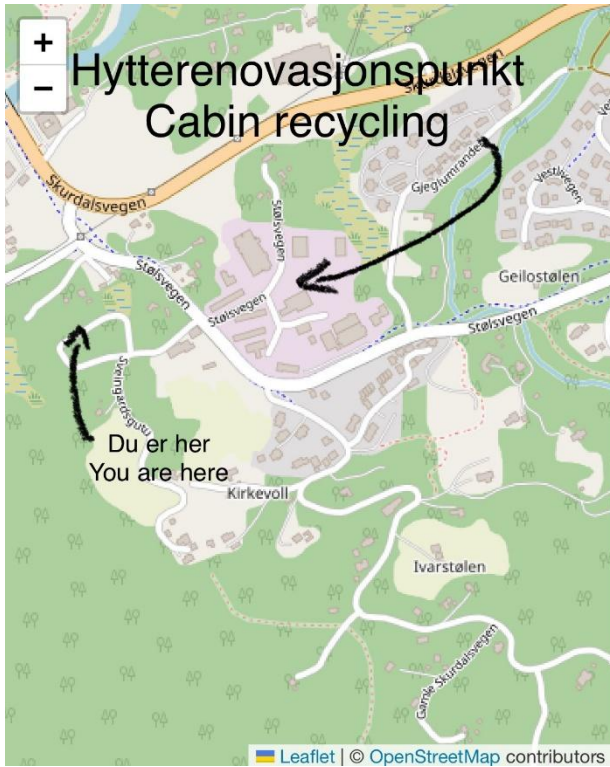 +
−
Hytterenovasjonspunkt
Cabin recycling
Skurdalsvegen
Skurdalsvegen
Gjeglumrande
Vestlivegen
Stølsvegen
Geilostølen
Stølsvegen
Stølsvegen
Stølsvegen
Sveingardsgutu
Du er her
You are here
Kirkevoll
Ivarstølen
Gamle Skurdalsvegen
Leaflet | © OpenStreetMap contributors